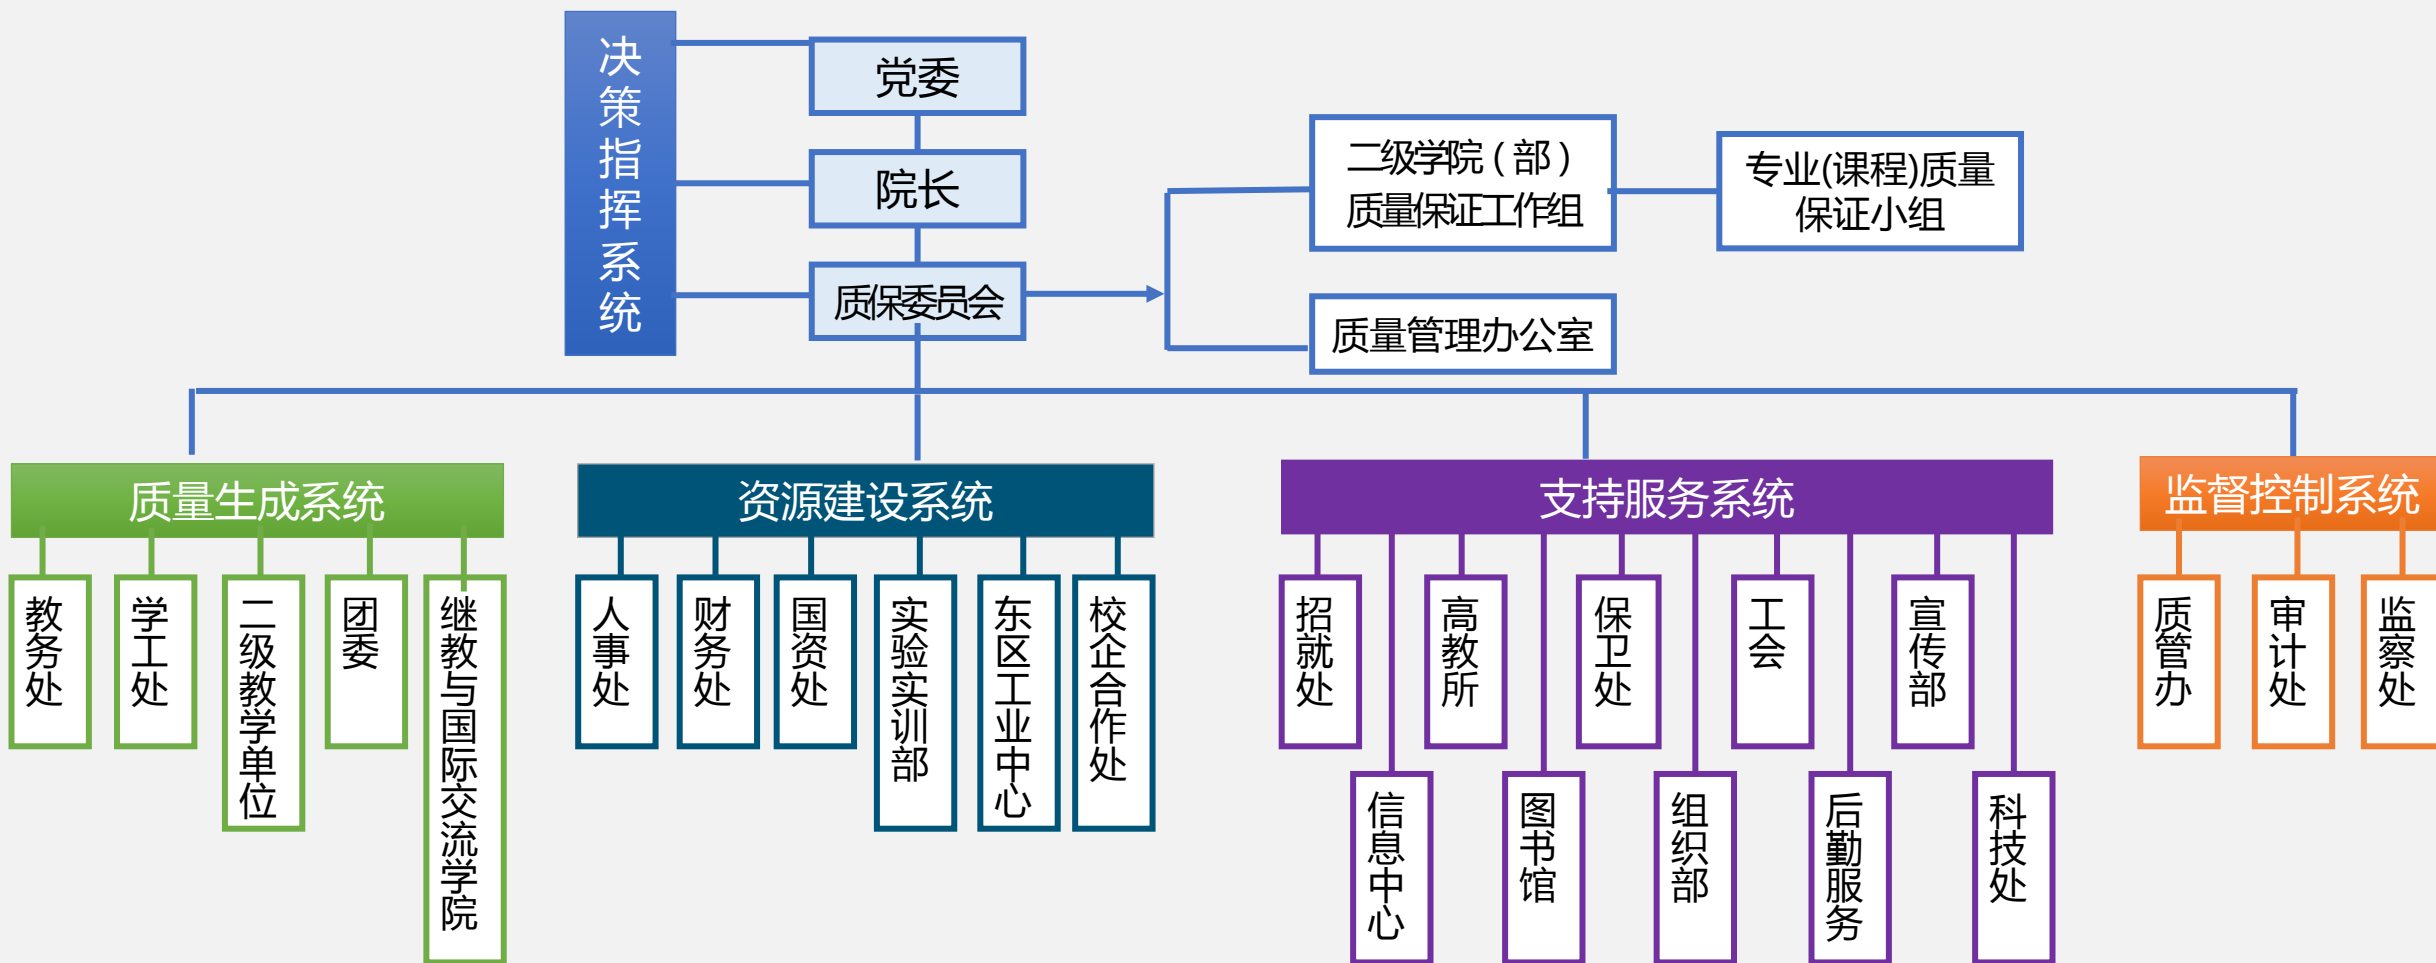 决策指挥系统
党委
院长
质保委员会
二级学院（部）
质量保证工作组
专业(课程)质量
保证小组
质量管理办公室
质量生成系统
资源建设系统
支持服务系统
监督控制系统
教务处
学工处
二级教学单位
团委
继教与国际交流学院
人事处
财务处
国资处
实验实训部
东区工业中心
校企合作处
招就处
信息中心
高教所
图书馆
保卫处
组织部
工会
后勤服务
宣传部
科技处
质管办
审计处
监察处